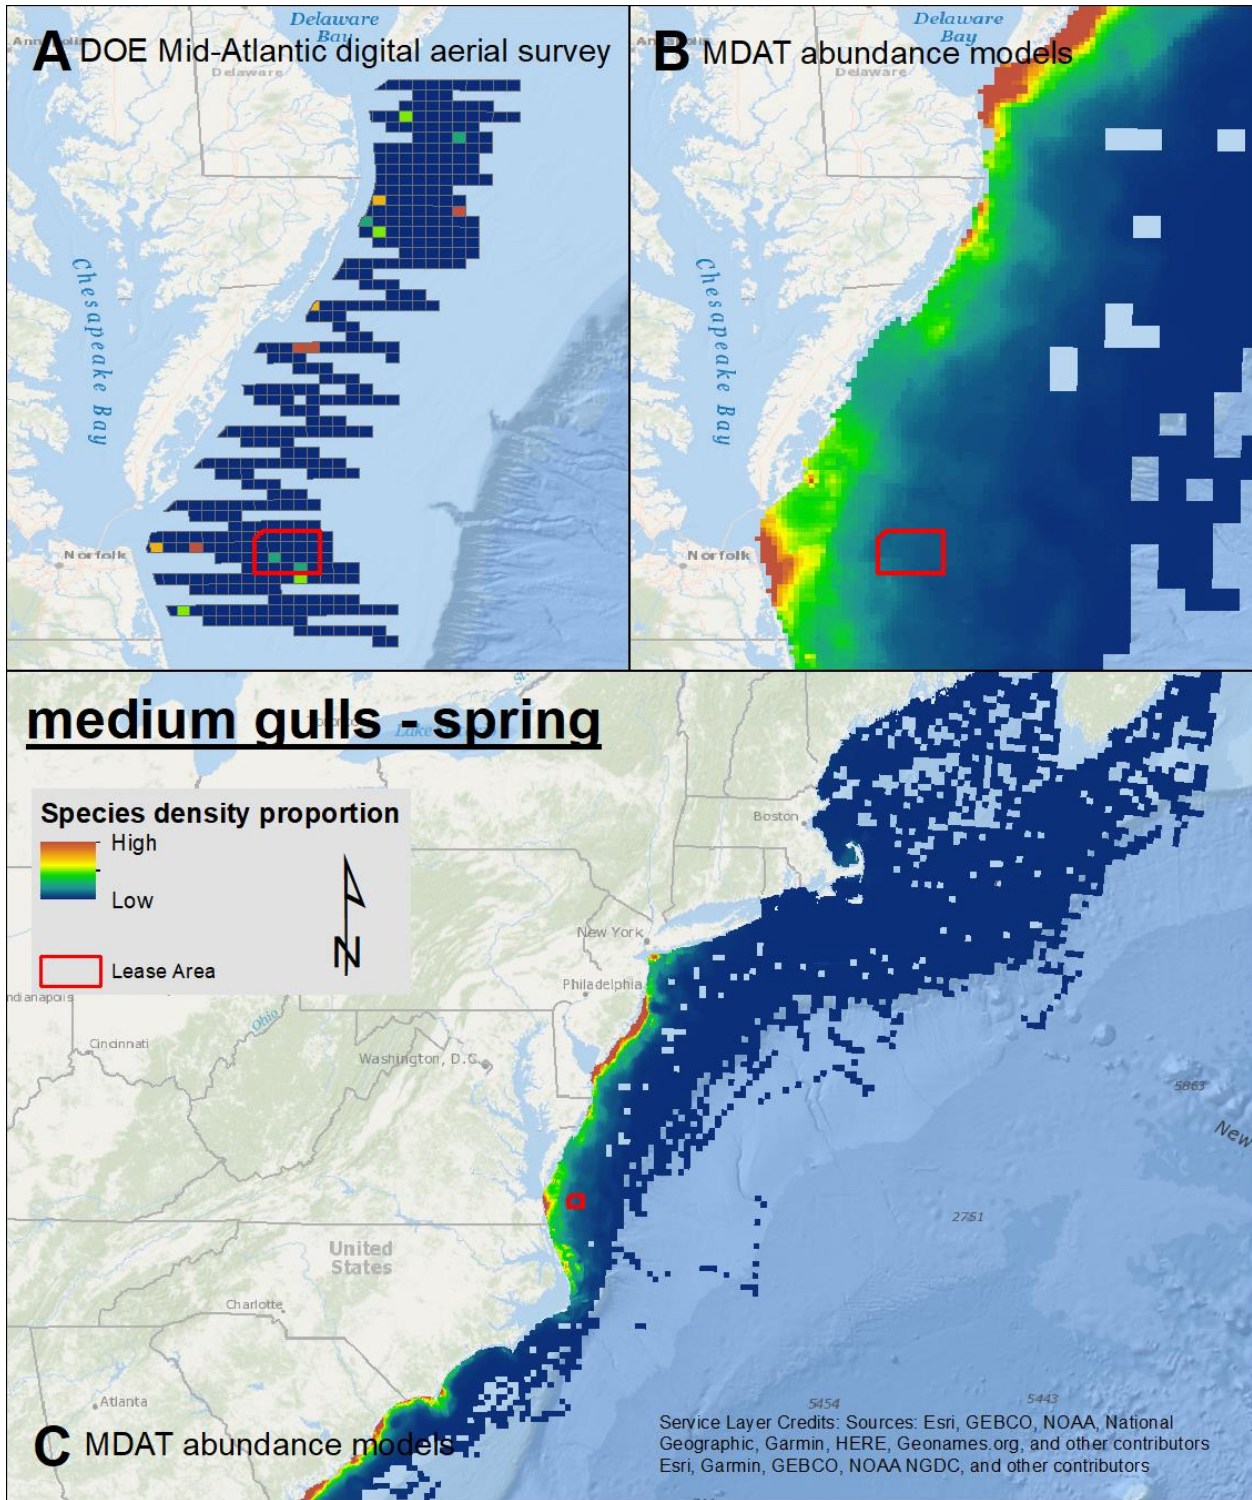 A DOE Mid-Atlantic digital aerial survey
Delaware
Bay
Delaware
Chesapeake Bay
Norfolk
B MDAT abundance models
Delaware
Bay
Delaware
Chesapeake Bay
Norfolk
medium gulls - spring
Species density proportion
High
Low
N
Lease Area
Boston
New York
Philadelphia
ndianapolis
Ohio
Cincinnati
Washington, D.C.
5863
New
2751
United
States
Charlotte
Atlanta
5454
5443
C MDAT abundance models
Service Layer Credits: Sources: Esri, GEBCO, NOAA, National
Geographic, Garmin, HERE, Geonames.org, and other contributors
Esri, Garmin, GEBCO, NOAA NGDC, and other contributors